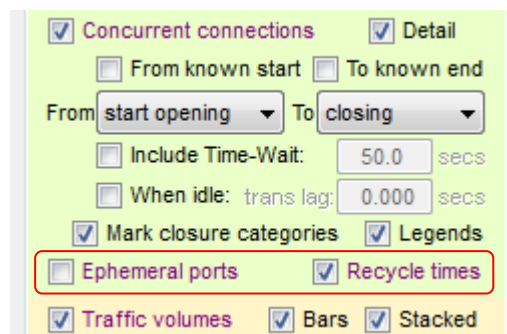 Concurrent connections Detail
From known start To known end
From start opening To closing
Include Time-Wait: 50.0 secs
When idle: trans lag: 0.000 secs
Mark closure categories Legends
Ephemeral ports Recycle times
Traffic volumes Bars Stacked